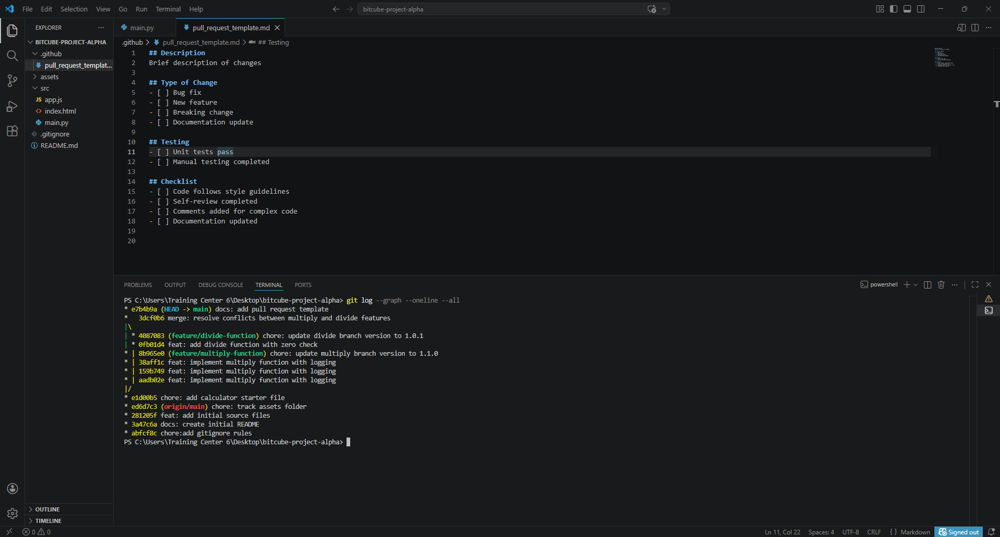 File Edit Selection View Go Run Terminal Help
bitcube-project-alpha
EXPLORER
BITCUBE-PROJECT-ALPHA
.github
pull_request_templat...
assets
src
JS app.js
<> index.html
main.py
.gitignore
README.md
OUTLINE
TIMELINE
main.py
pull_request_template.md
.github > pull_request_template.md > abc ## Testing
1 ## Description
2 Brief description of changes
3
4 ## Type of Change
5 - [ ] Bug fix
6 - [ ] New feature
7 - [ ] Breaking change
8 - [ ] Documentation update
9
10 ## Testing
11 - [ ] Unit tests pass
12 - [ ] Manual testing completed
13
14 ## Checklist
15 - [ ] Code follows style guidelines
16 - [ ] Self-review completed
17 - [ ] Comments added for complex code
18 - [ ] Documentation updated
19
20
PROBLEMS OUTPUT DEBUG CONSOLE TERMINAL PORTS
powershell
PS C:\Users\Training Center 6\Desktop\bitcube-project-alpha> git log --graph --oneline --all
* e7b4b9a (HEAD -> main) docs: add pull request template
*   3dcf0b6 merge: resolve conflicts between multiply and divide features
|\
| * 4087083 (feature/divide-function) chore: update divide branch version to 1.0.1
| * 0fb01d4 feat: add divide function with zero check
* | 8b965e0 (feature/multiply-function) chore: update multiply branch version to 1.1.0
* | 38aff1c feat: implement multiply function with logging
* | 159b749 feat: implement multiply function with logging
* | aadb02e feat: implement multiply function with logging
|/
* e1d00b5 chore: add calculator starter file
* ed6d7c3 (origin/main) chore: track assets folder
* 281205f feat: add initial source files
* 3a47c6a docs: create initial README
* abfcf8c chore:add gitignore rules
PS C:\Users\Training Center 6\Desktop\bitcube-project-alpha>
0 0
Ln 11, Col 22 Spaces: 4 UTF-8 CRLF { } Markdown Signed out